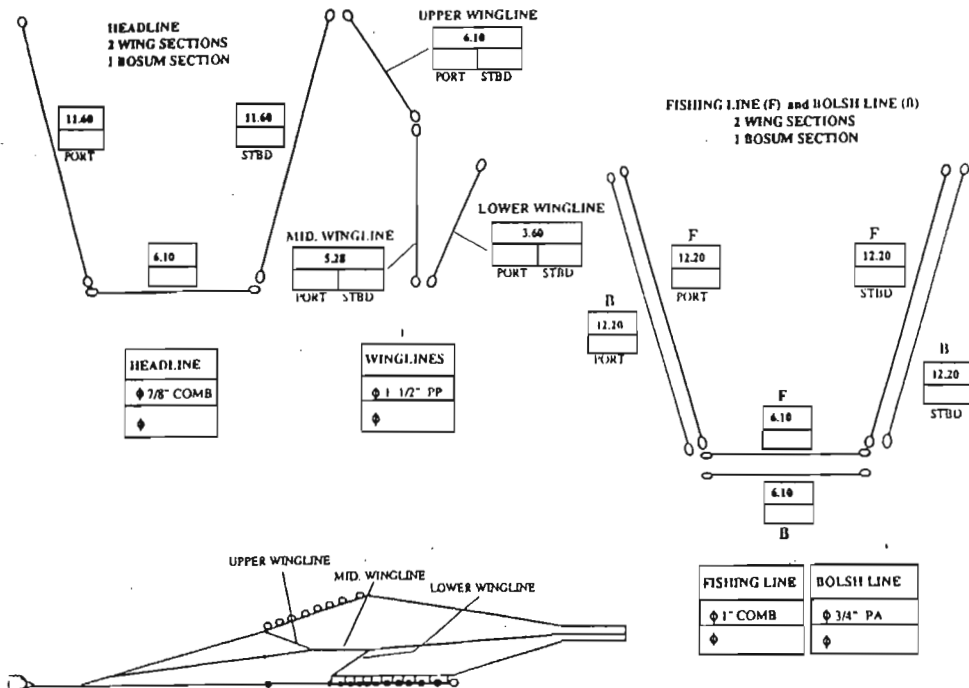 HEADLINE
2 WING SECTIONS
1 BOSUM SECTION
11.60
PORT
11.60
STBD
6.10
UPPER WINGLINE
6.10
PORT STBD
MID. WINGLINE
5.28
PORT STBD
LOWER WINGLINE
3.60
PORT STBD
HEADLINE
ϕ 7/8" COMB
ϕ
WINGLINES
ϕ 1 1/2" PP
ϕ
FISHING LINE (F) and BOLSH LINE (B)
2 WING SECTIONS
1 BOSUM SECTION
F
12.20
PORT
F
12.20
STBD
B
12.20
PORT
B
12.20
STBD
F
6.10
6.10
B
FISHING LINE
ϕ 1" COMB
ϕ
BOLSH LINE
ϕ 3/4" PA
ϕ
UPPER WINGLINE
MID. WINGLINE
LOWER WINGLINE